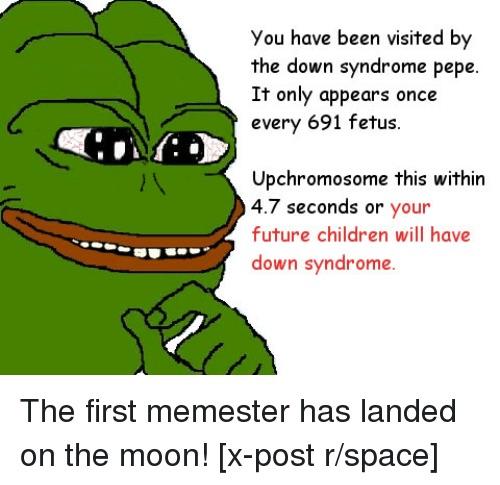 You have been visited by
the down syndrome pepe.
It only appears once
every 691 fetus.
Upchromosome this within
4.7 seconds or your
future children will have
down syndrome.
The first memester has landed
on the moon! [x-post r/space]